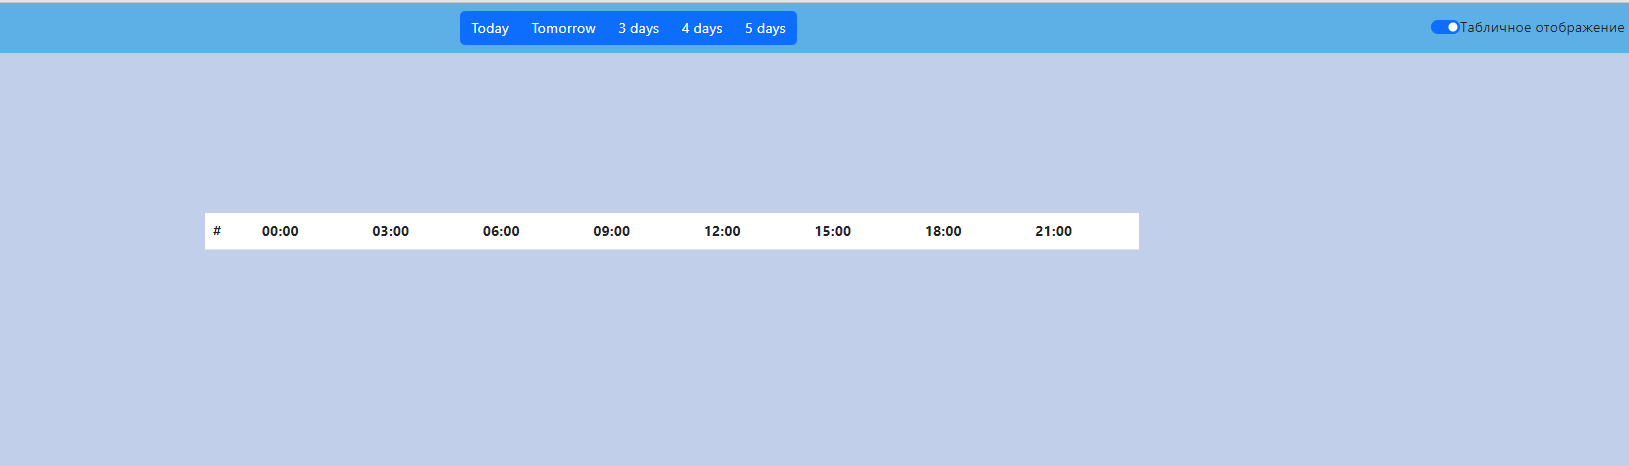 Today Tomorrow 3 days 4 days 5 days Табличное отображение
# 00:00 03:00 06:00 09:00 12:00 15:00 18:00 21:00